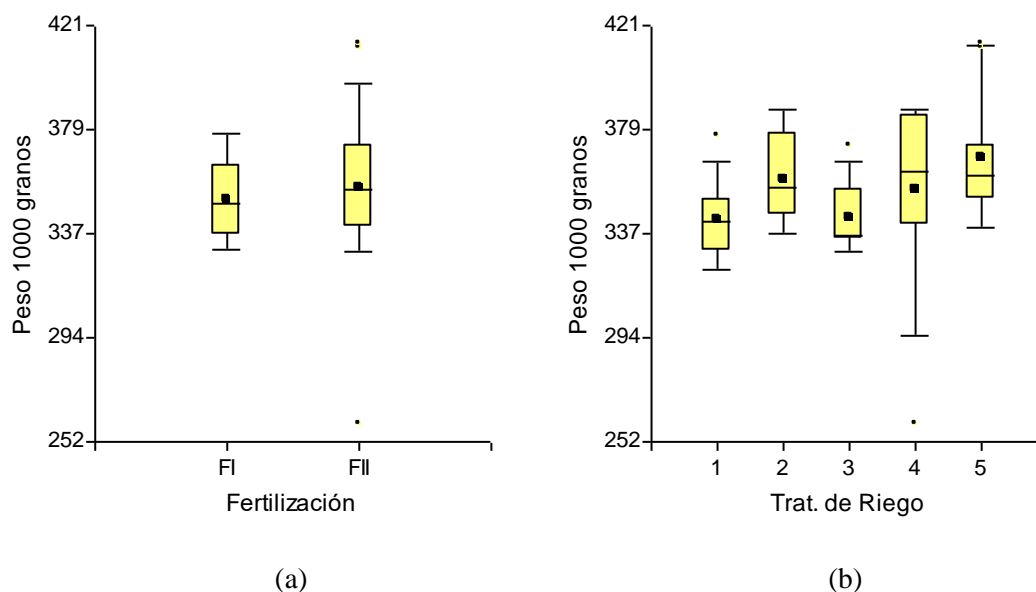 421
379
337
294
252
Peso 1000 granos
FI FII
Fertilización
(a)
421
379
337
294
252
Peso 1000 granos
1 2 3 4 5
Trat. de Riego
(b)